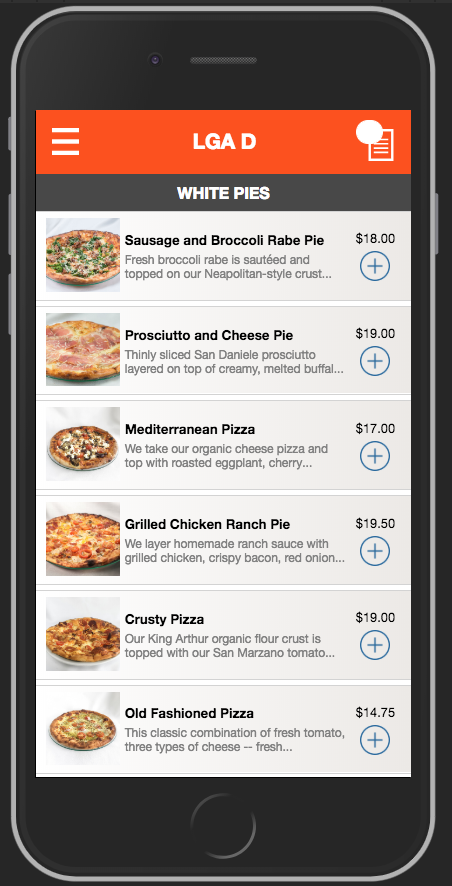 LGA D
WHITE PIES
Sausage and Broccoli Rabe Pie
$18.00
Fresh broccoli rabe is sautéed and
topped on our Neapolitan-style crust...
Prosciutto and Cheese Pie
$19.00
Thinly sliced San Daniele prosciutto
layered on top of creamy, melted buffal...
Mediterranean Pizza
$17.00
We take our organic cheese pizza and
top with roasted eggplant, cherry...
Grilled Chicken Ranch Pie
$19.50
We layer homemade ranch sauce with
grilled chicken, crispy bacon, red onion...
Crusty Pizza
$19.00
Our King Arthur organic flour crust is
topped with our San Marzano tomato...
Old Fashioned Pizza
$14.75
This classic combination of fresh tomato,
three types of cheese -- fresh...